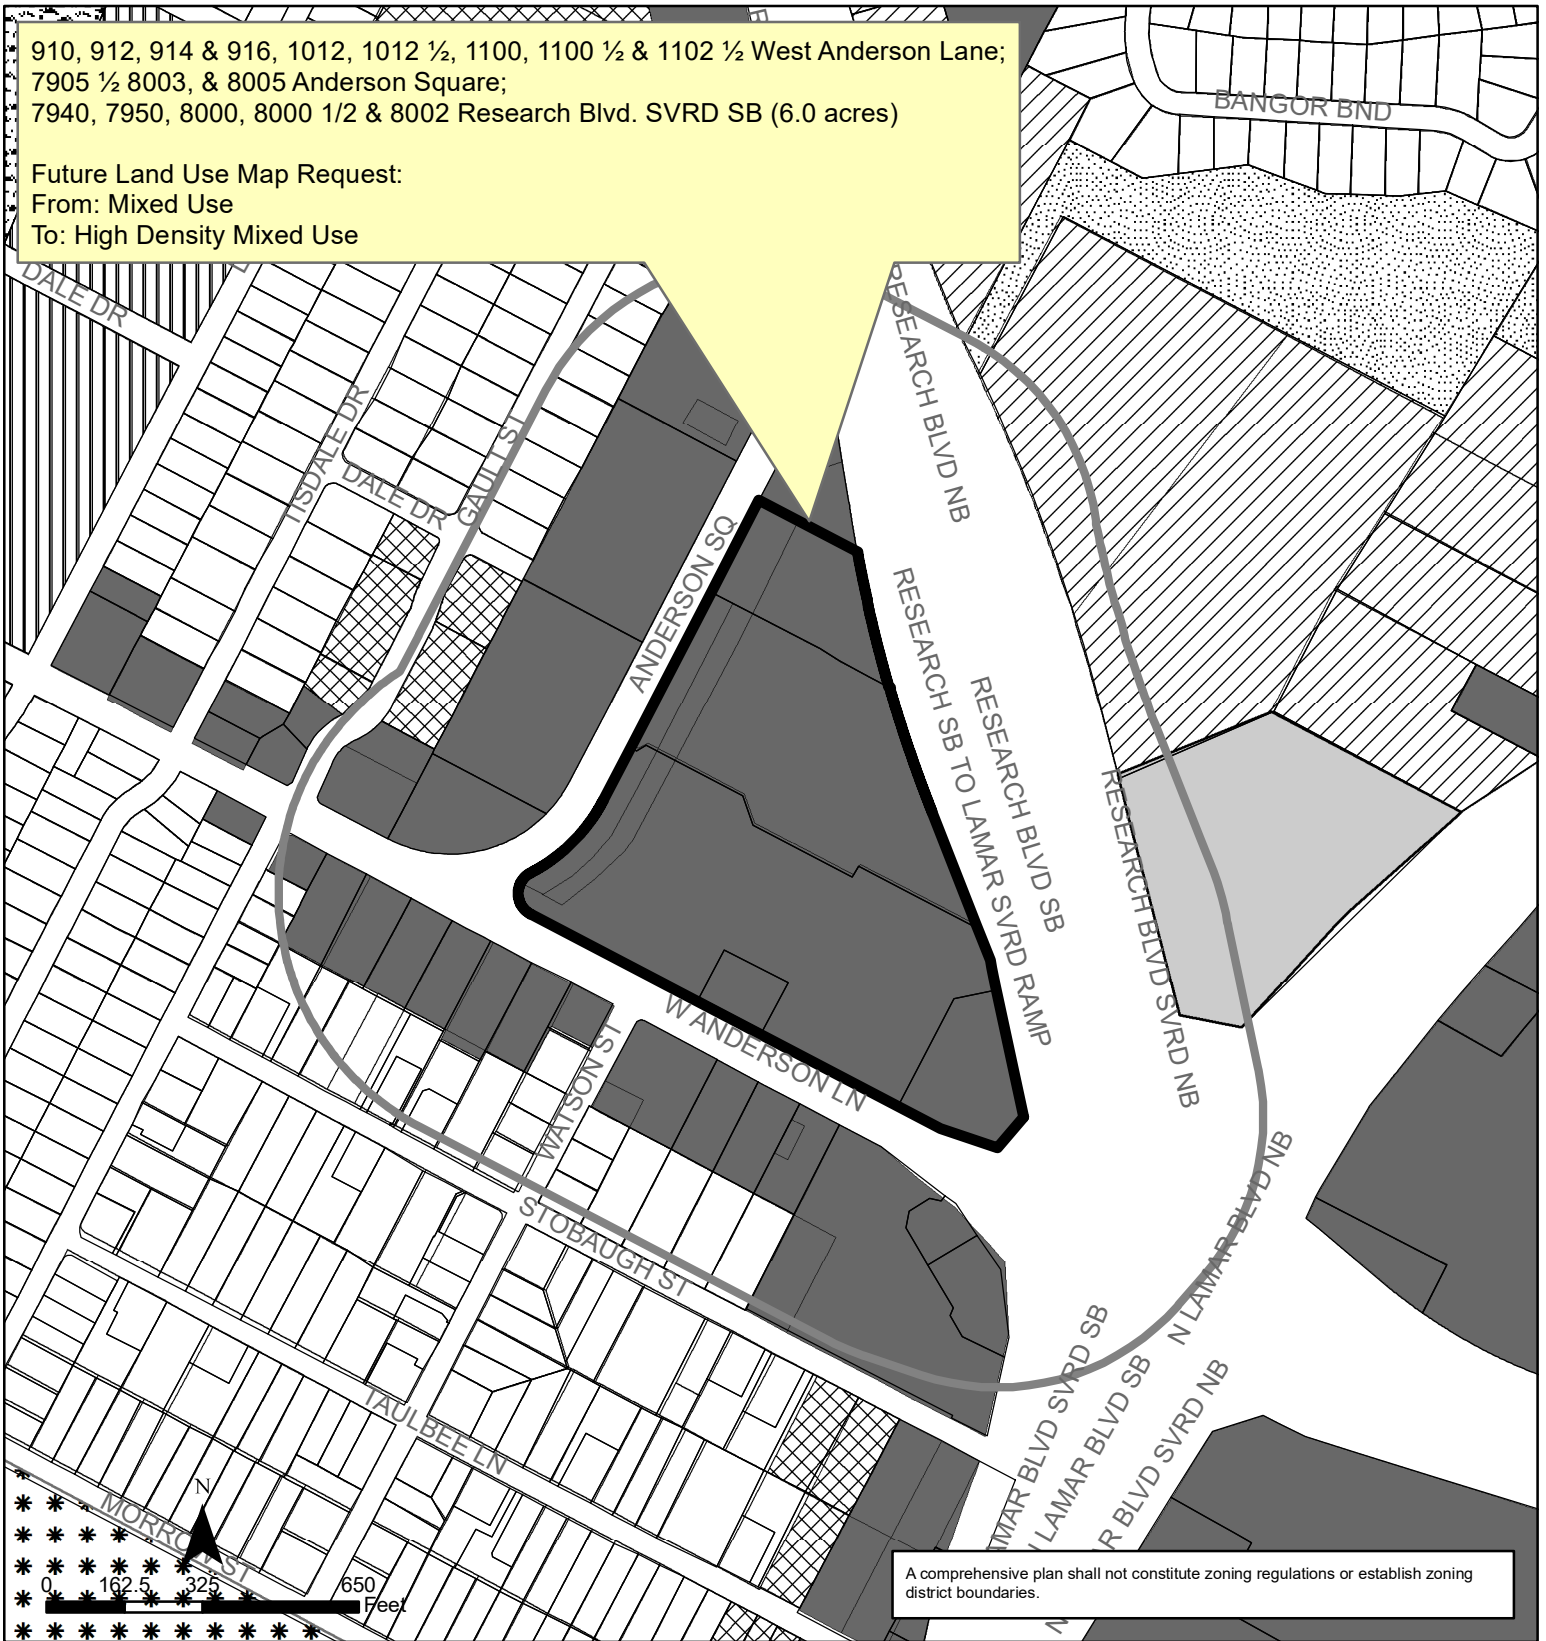 910, 912, 914 & 916, 1012, 1012 ½, 1100, 1100 ½ & 1102 ½ West Anderson Lane;
7905 ½ 8003, & 8005 Anderson Square;
7940, 7950, 8000, 8000 1/2 & 8002 Research Blvd. SVRD SB (6.0 acres)
Future Land Use Map Request:
From: Mixed Use
To: High Density Mixed Use
BANGOR BND
DALE DR
RESEARCH BLVD NB
TISDALE DR
DALE DR
GAULT ST
ANDERSON SQ
RESEARCH SB TO LAMAR SVRD RAMP
RESEARCH BLVD SB
RESEARCH BLVD SVRD NB
W ANDERSON LN
WATSON ST
STOBAUGH ST
N LAMAR BLVD NB
AMAR BLVD SVRD SB
LAMAR BLVD SB
R BLVD SVRD NB
TAULBEE LN
MORROW ST
N
0 162.5 325 650
Feet
A comprehensive plan shall not constitute zoning regulations or establish zoning
district boundaries.